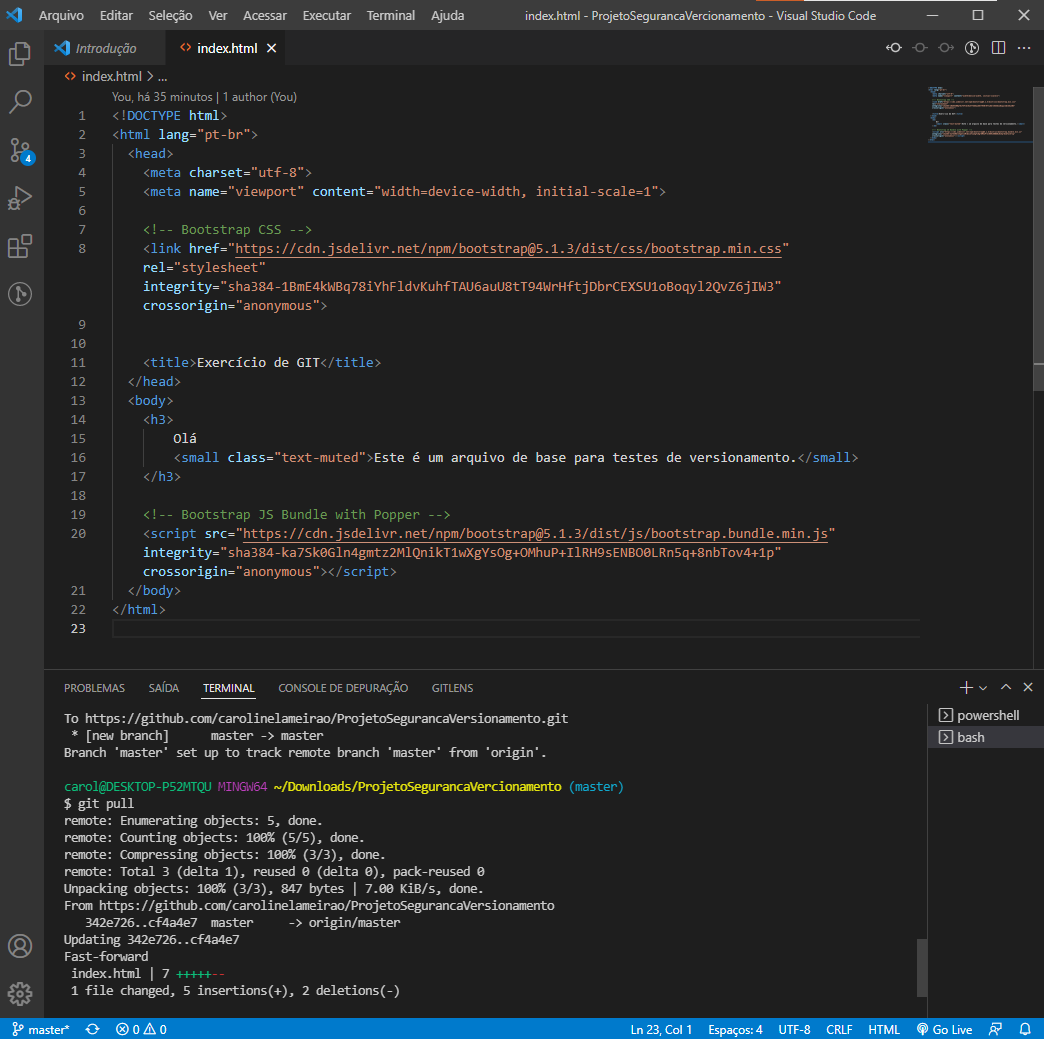 Arquivo Editar Seleção Ver Acessar Executar Terminal Ajuda index.html - ProjetoSegurancaVercionamento - Visual Studio Code
Introdução index.html
index.html > ...
You, há 35 minutos | 1 author (You)
1 <!DOCTYPE html>
2 <html lang="pt-br">
3 <head>
4 <meta charset="utf-8">
5 <meta name="viewport" content="width=device-width, initial-scale=1">
6
7 <!-- Bootstrap CSS -->
8 <link href="https://cdn.jsdelivr.net/npm/bootstrap@5.1.3/dist/css/bootstrap.min.css"
rel="stylesheet"
integrity="sha384-1BmE4kWBq78iYhFldvKuhfTAU6auU8tT94WrHftjDbrCEXSU1oBoqyl2QvZ6jIW3"
crossorigin="anonymous">
9
10
11 <title>Exercício de GIT</title>
12 </head>
13 <body>
14 <h3>
15 Olá
16 <small class="text-muted">Este é um arquivo de base para testes de versionamento.</small>
17 </h3>
18
19 <!-- Bootstrap JS Bundle with Popper -->
20 <script src="https://cdn.jsdelivr.net/npm/bootstrap@5.1.3/dist/js/bootstrap.bundle.min.js"
integrity="sha384-ka7Sk0Gln4gmtz2MlQnikT1wXgYsOg+OMhuP+IlRH9sENBO0LRn5q+8nbTov4+1p"
crossorigin="anonymous"></script>
21 </body>
22 </html>
23
4
PROBLEMAS SAÍDA TERMINAL CONSOLE DE DEPURAÇÃO GITLENS
powershell
bash
To https://github.com/carolinelameirao/ProjetoSegurancaVersionamento.git
* [new branch] master -> master
Branch 'master' set up to track remote branch 'master' from 'origin'.
carol@DESKTOP-P52MTQU MINGW64 ~/Downloads/ProjetoSegurancaVercionamento (master)
$ git pull
remote: Enumerating objects: 5, done.
remote: Counting objects: 100% (5/5), done.
remote: Compressing objects: 100% (3/3), done.
remote: Total 3 (delta 1), reused 0 (delta 0), pack-reused 0
Unpacking objects: 100% (3/3), 847 bytes | 7.00 KiB/s, done.
From https://github.com/carolinelameirao/ProjetoSegurancaVersionamento
342e726..cf4a4e7 master -> origin/master
Updating 342e726..cf4a4e7
Fast-forward
index.html | 7 +++++--
1 file changed, 5 insertions(+), 2 deletions(-)
master* 0 0 Ln 23, Col 1 Espaços: 4 UTF-8 CRLF HTML Go Live